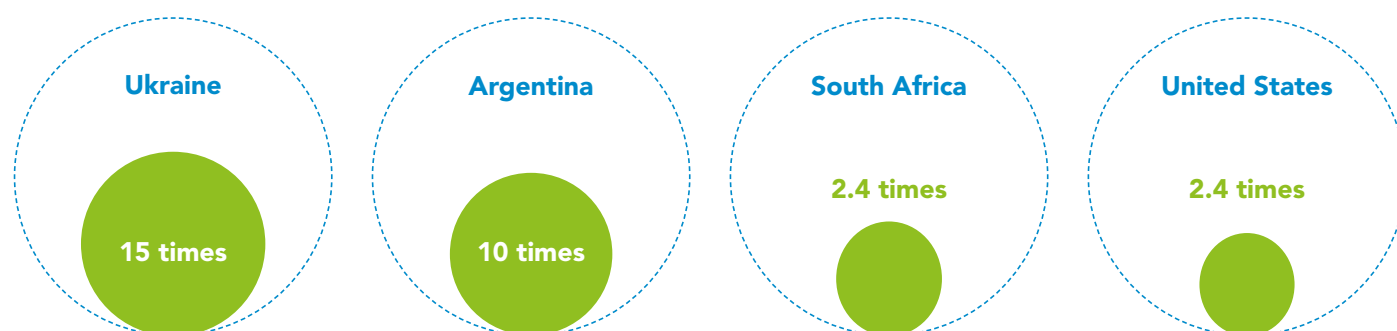 Ukraine
15 times
Argentina
10 times
South Africa
2.4 times
United States
2.4 times